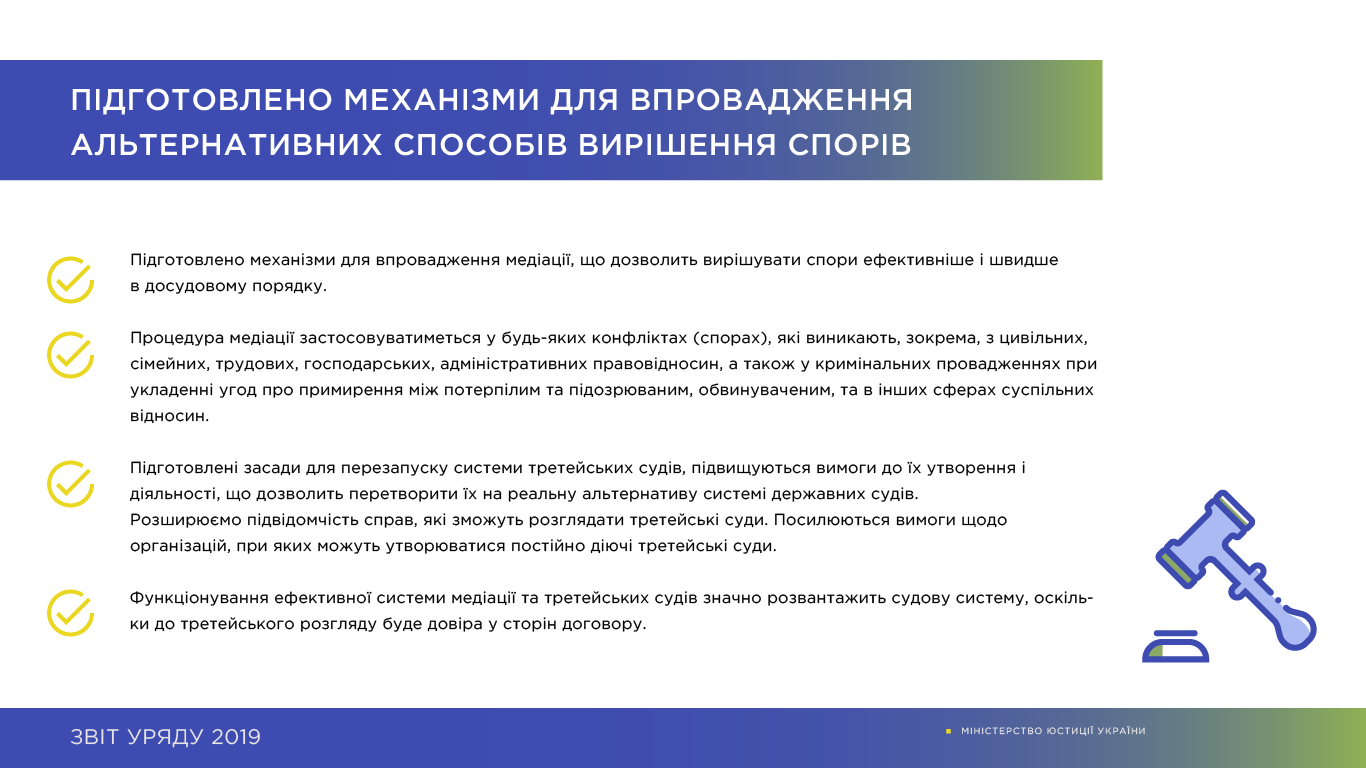 ПІДГОТОВЛЕНО МЕХАНІЗМИ ДЛЯ ВПРОВАДЖЕННЯ
АЛЬТЕРНАТИВНИХ СПОСОБІВ ВИРІШЕННЯ СПОРІВ
Підготовлено механізми для впровадження медіації, що дозволить вирішувати спори ефективніше і швидше
в досудовому порядку.
Процедура медіації застосовуватиметься у будь-яких конфліктах (спорах), які виникають, зокрема, з цивільних,
сімейних, трудових, господарських, адміністративних правовідносин, а також у кримінальних провадженнях при
укладенні угод про примирення між потерпілим та підозрюваним, обвинуваченим, та в інших сферах суспільних
відносин.
Підготовлені засади для перезапуску системи третейських судів, підвищуються вимоги до їх утворення і
діяльності, що дозволить перетворити їх на реальну альтернативу системі державних судів.
Розширюємо підвідомчість справ, які зможуть розглядати третейські суди. Посилюються вимоги щодо
організацій, при яких можуть утворюватися постійно діючі третейські суди.
Функціонування ефективної системи медіації та третейських судів значно розвантажить судову систему, оскіль-
ки до третейського розгляду буде довіра у сторін договору.
ЗВІТ УРЯДУ 2019
МІНІСТЕРСТВО ЮСТИЦІЇ УКРАЇНИ